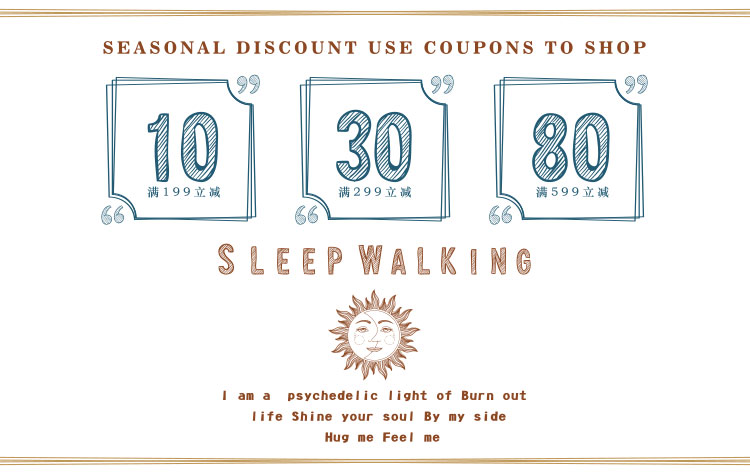 SEASONAL DISCOUNT USE COUPONS TO SHOP
10
满199立减
30
满299立减
80
满599立减
SLEEPWALKING
I am a psychedelic light of Burn out
life Shine your soul By my side
Hug me Feel me